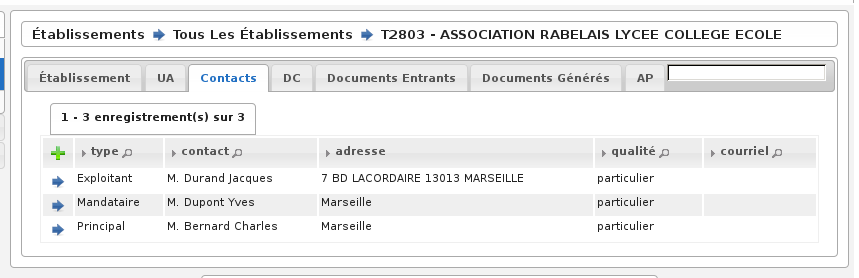 Établissements Tous Les Établissements T2803 - ASSOCIATION RABELAIS LYCEE COLLEGE ECOLE
Établissement UA Contacts DC Documents Entrants Documents Générés AP
1 - 3 enregistrement(s) sur 3
type contact adresse qualité courriel
Exploitant M. Durand Jacques 7 BD LACORDAIRE 13013 MARSEILLE particulier
Mandataire M. Dupont Yves Marseille particulier
Principal M. Bernard Charles Marseille particulier